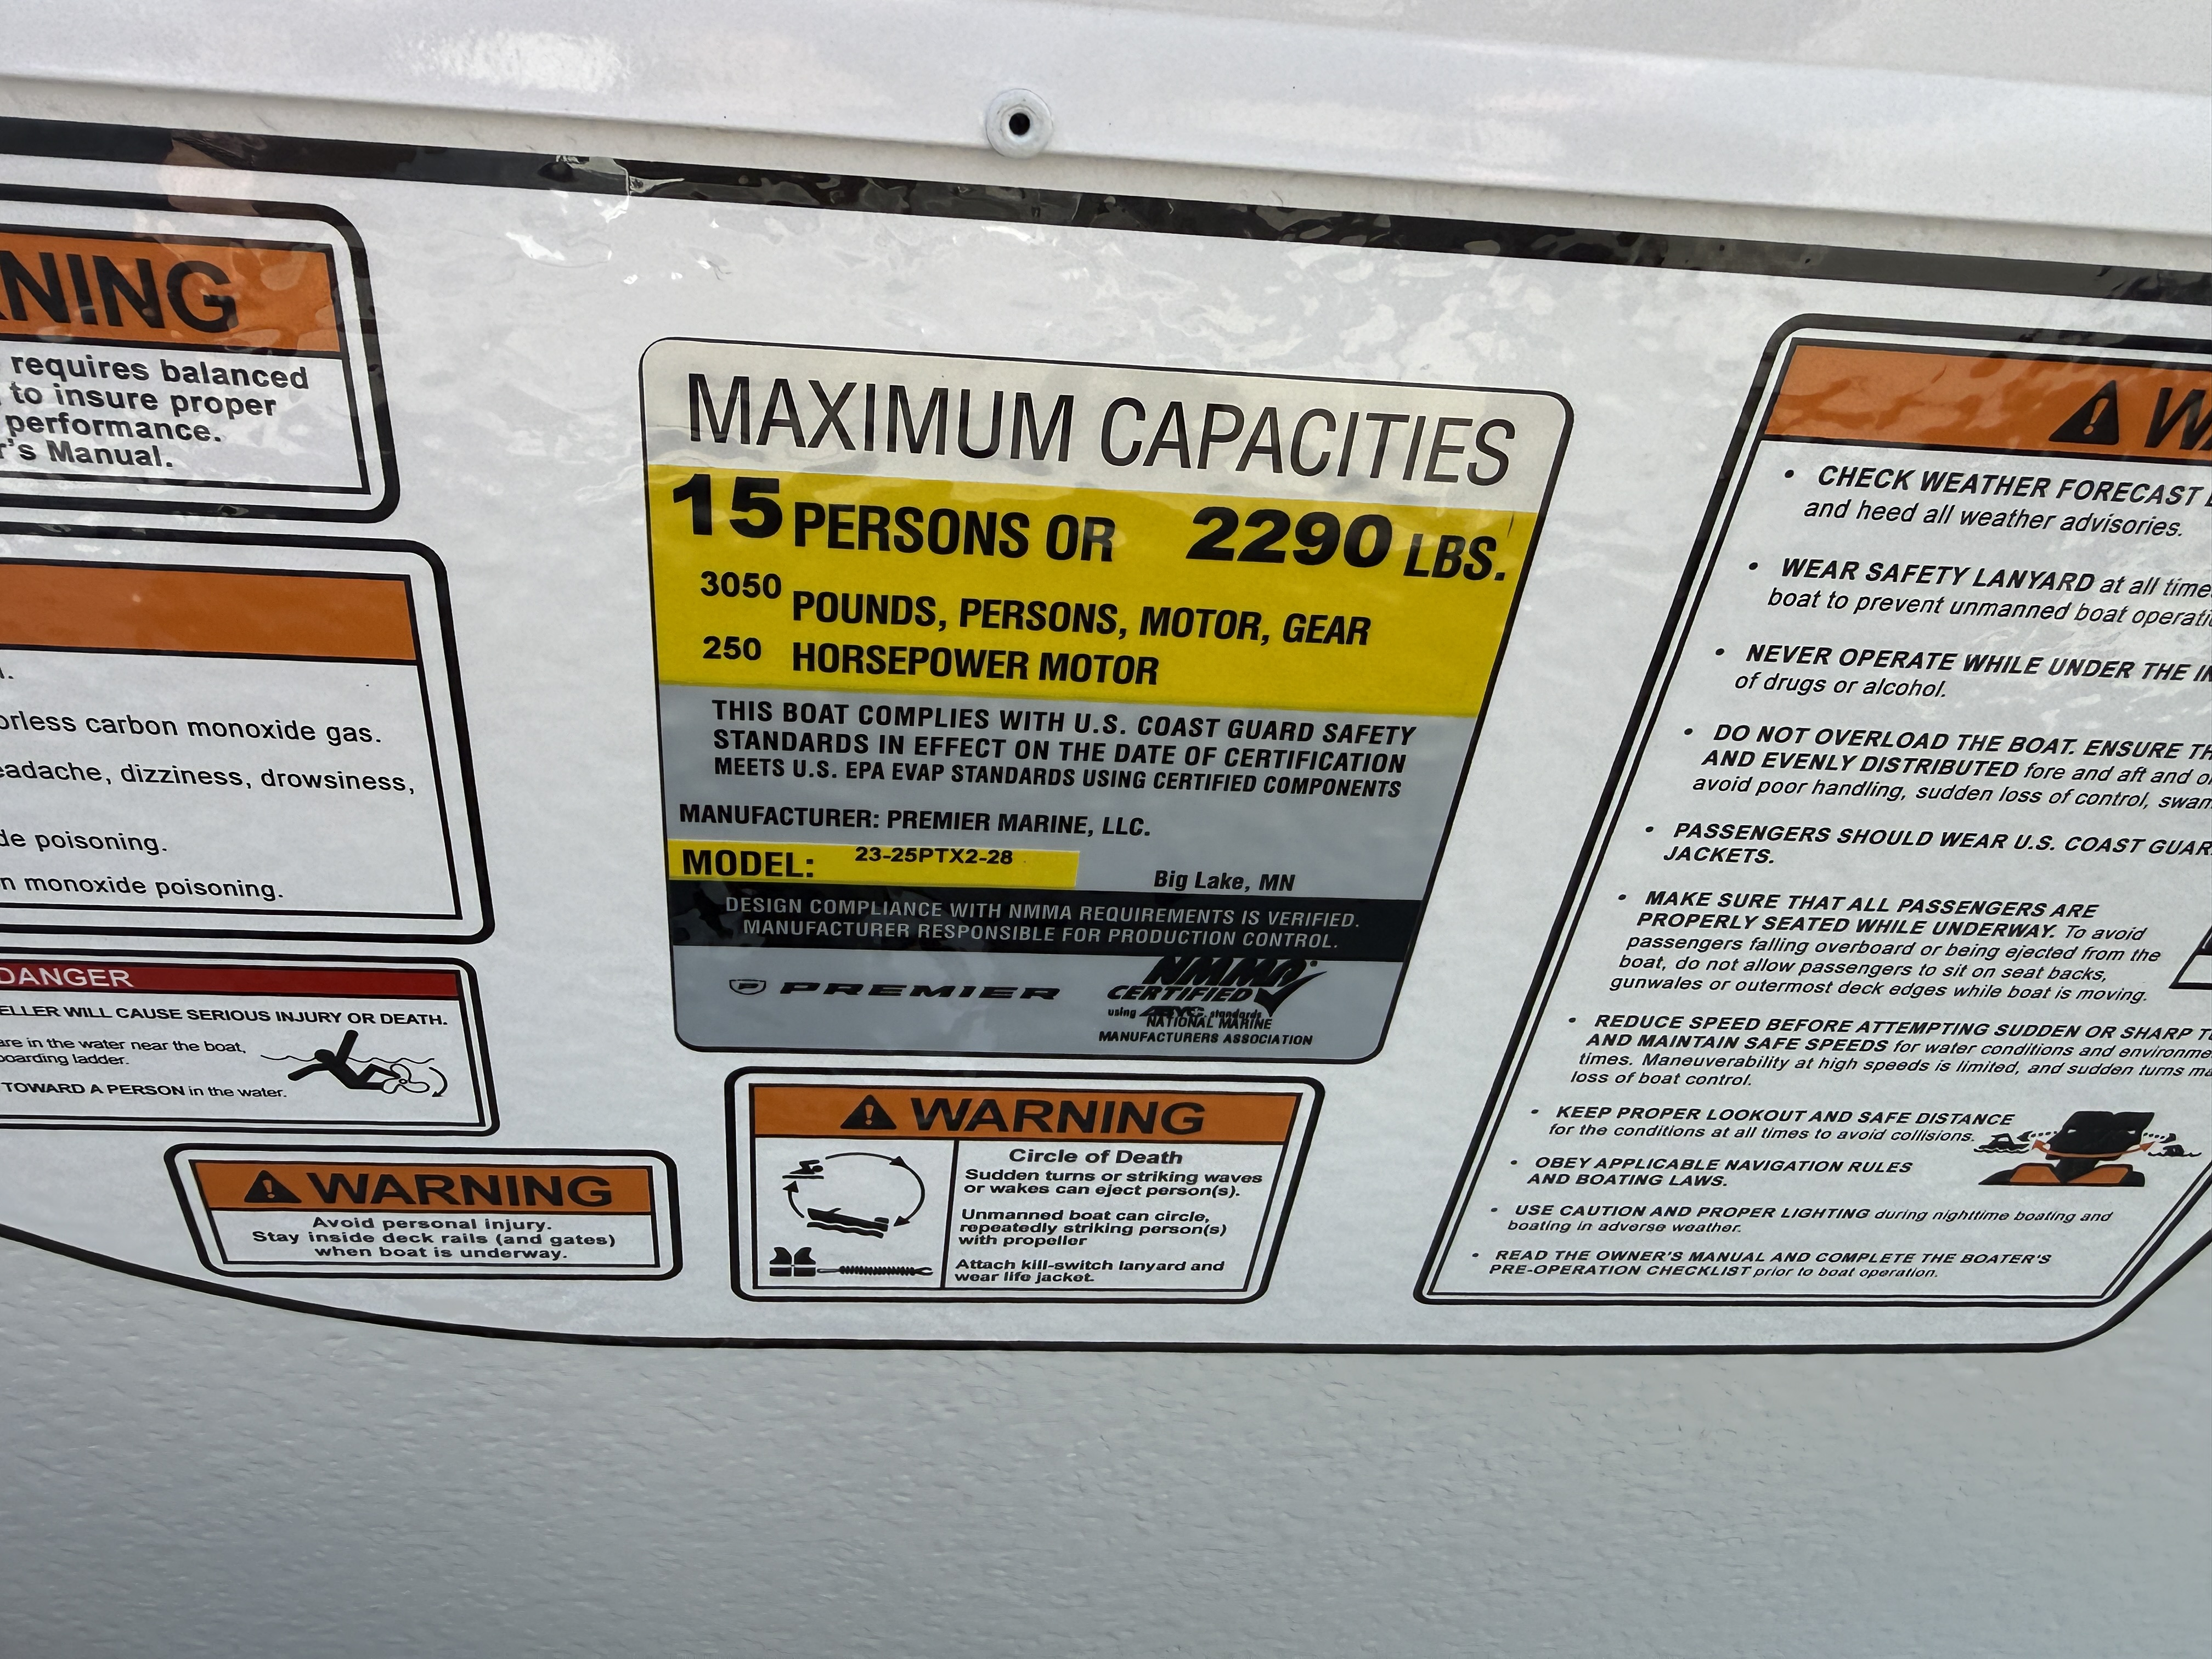 NING
requires balanced
to insure proper
performance.
r's Manual.
orless carbon monoxide gas.
eadache, dizziness, drowsiness,
de poisoning.
n monoxide poisoning.
DANGER
ELLER WILL CAUSE SERIOUS INJURY OR DEATH.
are in the water near the boat,
boarding ladder.
TOWARD A PERSON in the water.
WARNING
Avoid personal injury.
Stay inside deck rails (and gates)
when boat is underway.
MAXIMUM CAPACITIES
15 PERSONS OR 2290 LBS.
3050 POUNDS, PERSONS, MOTOR, GEAR
250 HORSEPOWER MOTOR
THIS BOAT COMPLIES WITH U.S. COAST GUARD SAFETY
STANDARDS IN EFFECT ON THE DATE OF CERTIFICATION
MEETS U.S. EPA EVAP STANDARDS USING CERTIFIED COMPONENTS
MANUFACTURER: PREMIER MARINE, LLC.
MODEL: 23-25PTX2-28
Big Lake, MN
DESIGN COMPLIANCE WITH NMMA REQUIREMENTS IS VERIFIED.
MANUFACTURER RESPONSIBLE FOR PRODUCTION CONTROL.
PREMIER
NMMA
CERTIFIED
using ABYC standards
NATIONAL MARINE
MANUFACTURERS ASSOCIATION
WARNING
Circle of Death
Sudden turns or striking waves
or wakes can eject person(s).
Unmanned boat can circle,
repeatedly striking person(s)
with propeller
Attach kill-switch lanyard and
wear life jacket.
W
• CHECK WEATHER FORECAST
and heed all weather advisories.
• WEAR SAFETY LANYARD at all time
boat to prevent unmanned boat operati
• NEVER OPERATE WHILE UNDER THE IN
of drugs or alcohol.
• DO NOT OVERLOAD THE BOAT. ENSURE TH
AND EVENLY DISTRIBUTED fore and aft and o
avoid poor handling, sudden loss of control, swam
• PASSENGERS SHOULD WEAR U.S. COAST GUAR
JACKETS.
• MAKE SURE THAT ALL PASSENGERS ARE
PROPERLY SEATED WHILE UNDERWAY. To avoid
passengers falling overboard or being ejected from the
boat, do not allow passengers to sit on seat backs,
gunwales or outermost deck edges while boat is moving.
• REDUCE SPEED BEFORE ATTEMPTING SUDDEN OR SHARP T
AND MAINTAIN SAFE SPEEDS for water conditions and environme
times. Maneuverability at high speeds is limited, and sudden turns ma
loss of boat control.
• KEEP PROPER LOOKOUT AND SAFE DISTANCE
for the conditions at all times to avoid collisions.
• OBEY APPLICABLE NAVIGATION RULES
AND BOATING LAWS.
• USE CAUTION AND PROPER LIGHTING during nighttime boating and
boating in adverse weather.
• READ THE OWNER'S MANUAL AND COMPLETE THE BOATER'S
PRE-OPERATION CHECKLIST prior to boat operation.